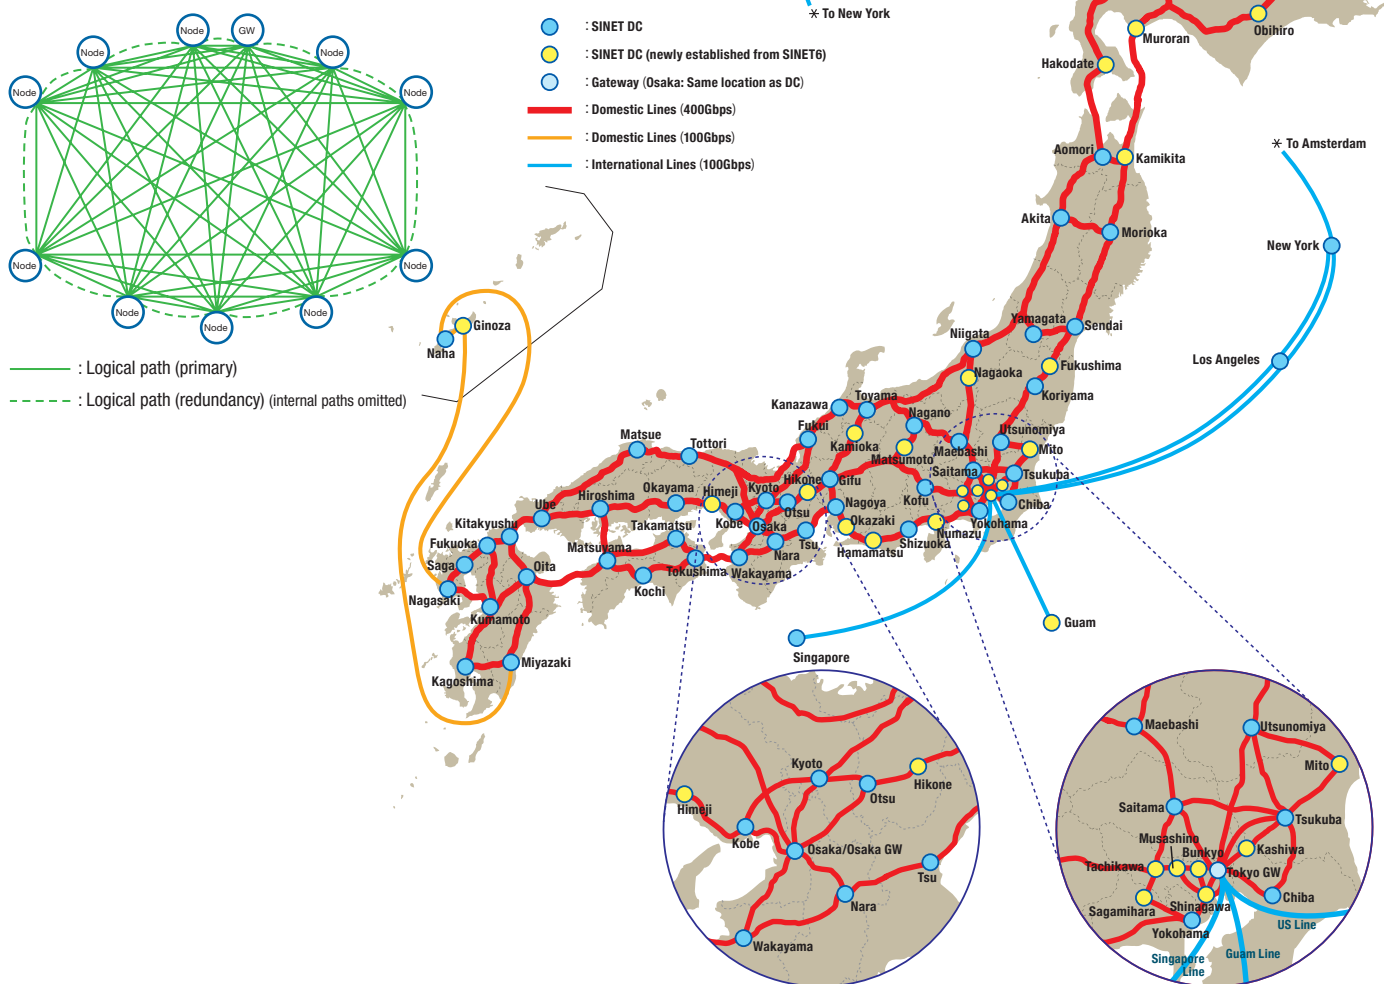 Node
GW
Node
Node
Node
Node
Node
Node
Node
Node
Node
: Logical path (primary)
: Logical path (redundancy) (internal paths omitted)
: SINET DC
: SINET DC (newly established from SINET6)
: Gateway (Osaka: Same location as DC)
: Domestic Lines (400Gbps)
: Domestic Lines (100Gbps)
: International Lines (100Gbps)
* To New York
Muroran
Obihiro
Hakodate
* To Amsterdam
Aomori
Kamikita
Akita
Morioka
New York
Ginoza
Naha
Yamagata
Sendai
Niigata
Los Angeles
Fukushima
Nagaoka
Koriyama
Kanazawa
Toyama
Nagano
Fukui
Kamioka
Matsumoto
Maebashi
Utsunomiya
Mito
Matsue
Tottori
Saitama
Tsukuba
Kyoto
Hikone
Gifu
Okayama
Himeji
Hiroshima
Kofu
Chiba
Ube
Otsu
Nagoya
Kobe
Osaka
Okazaki
Yokohama
Kitakyushu
Takamatsu
Numazu
Shizuoka
Fukuoka
Matsuyama
Tsu
Nara
Hamamatsu
Saga
Oita
Tokushima
Wakayama
Kochi
Nagasaki
Kumamoto
Guam
Singapore
Miyazaki
Kagoshima
Kyoto
Hikone
Otsu
Himeji
Kobe
Osaka/Osaka GW
Tsu
Nara
Wakayama
Maebashi
Utsunomiya
Mito
Saitama
Tsukuba
Musashino
Bunkyo
Kashiwa
Tachikawa
Tokyo GW
Chiba
Sagamihara
Shinagawa
Yokohama
US Line
Guam Line
Singapore
Line